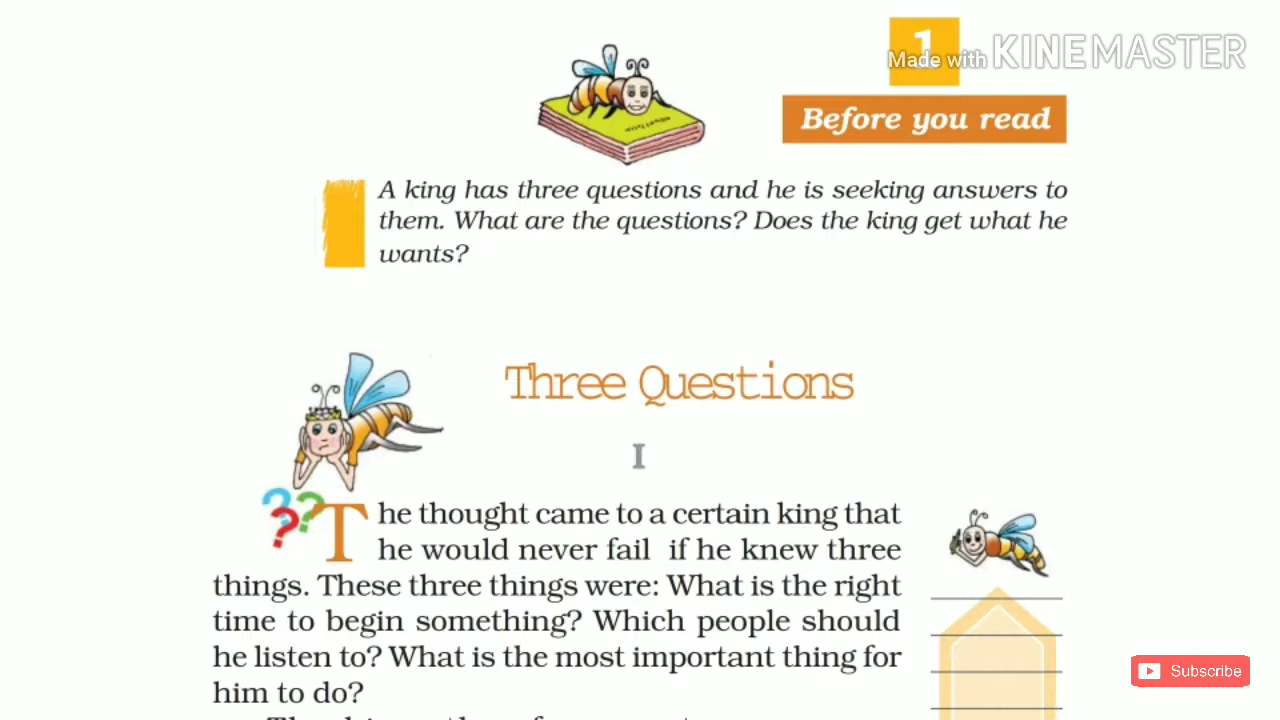 1
Made with KINEMASTER
Before you read
A king has three questions and he is seeking answers to
them. What are the questions? Does the king get what he
wants?
Three Questions
I
???
The thought came to a certain king that
he would never fail if he knew three
things. These three things were: What is the right
time to begin something? Which people should
he listen to? What is the most important thing for
him to do?
Subscribe